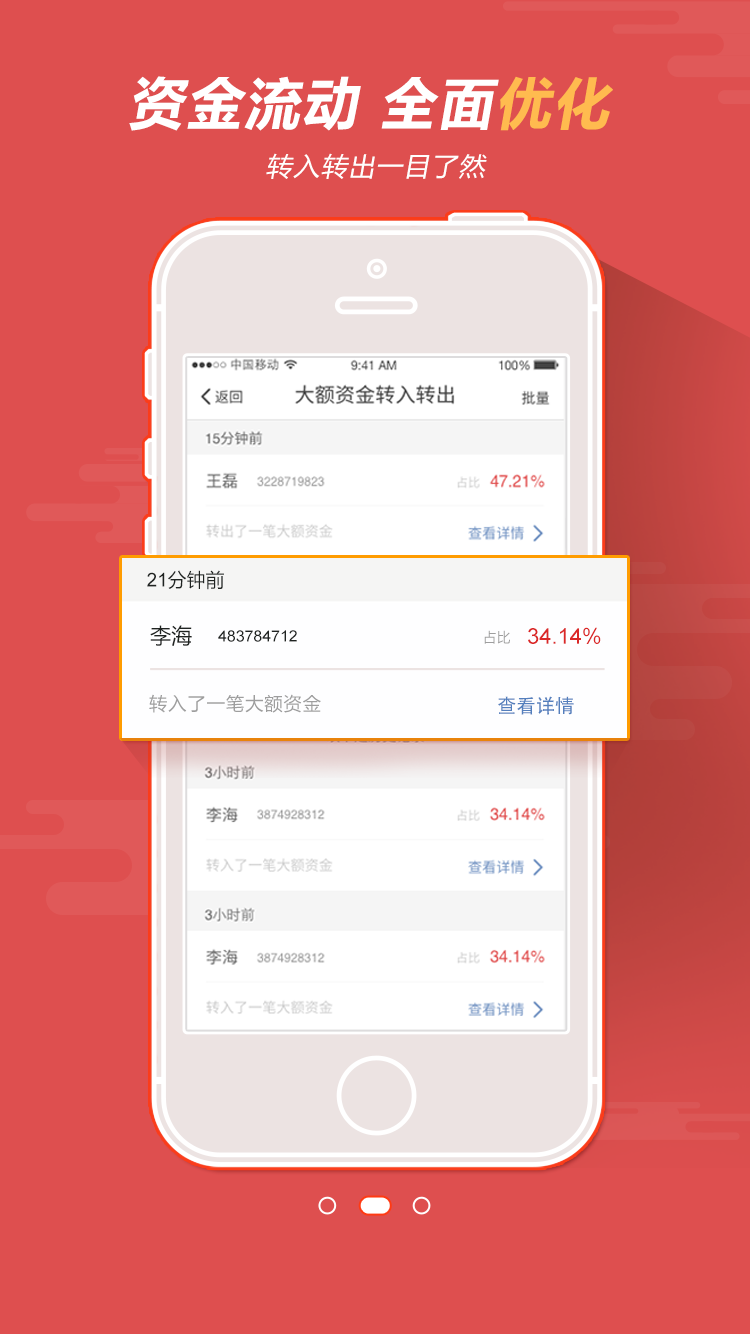 资金流动 全面优化
转入转出一目了然
中国移动 9:41 AM 100%
返回 大额资金转入转出 批量
15分钟前
王磊 3228719823 占比 47.21%
转出了一笔大额资金 查看详情
21分钟前
李海 483784712 占比 34.14%
转入了一笔大额资金 查看详情
3小时前
李海 3874928312 占比 34.14%
转入了一笔大额资金 查看详情
3小时前
李海 3874928312 占比 34.14%
转入了一笔大额资金 查看详情